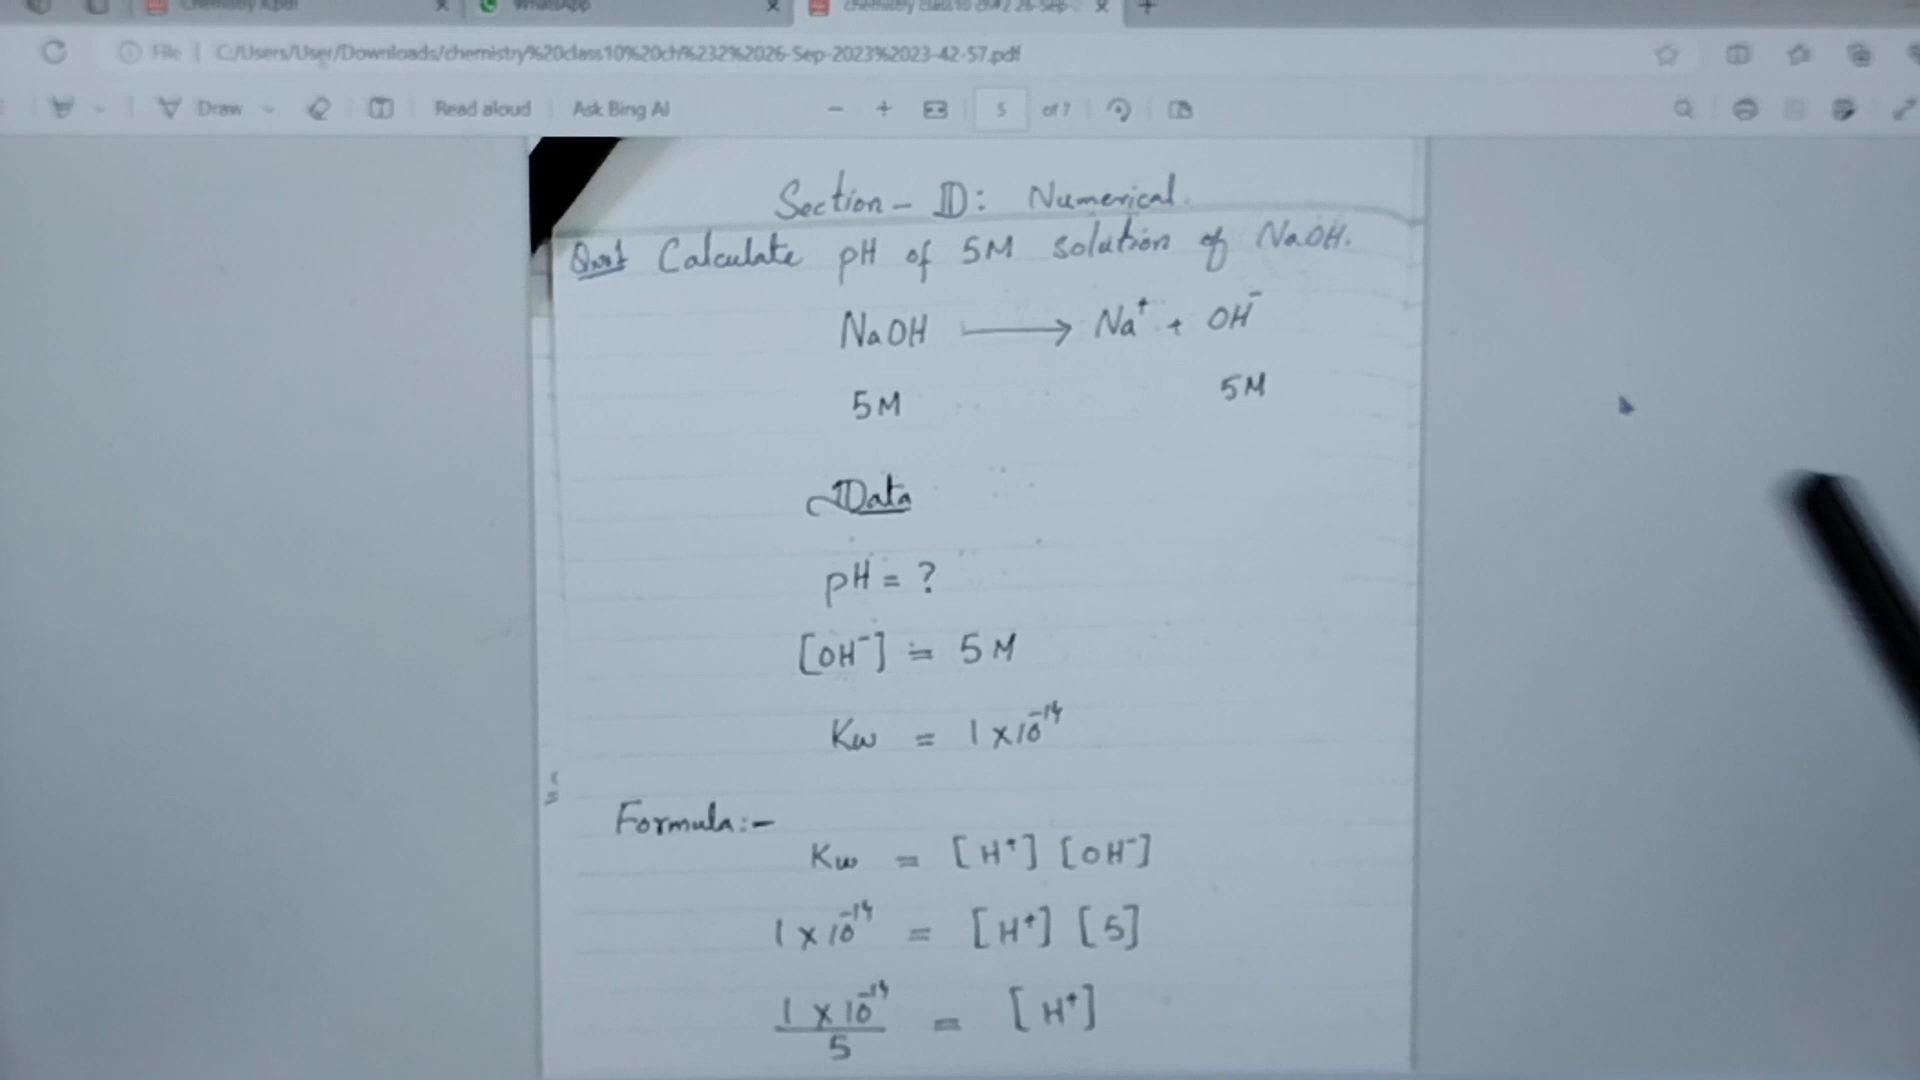 WhatsApp
File | C:/Users/User/Downloads/chemistry%20class10%20ch%232%2026-Sep-2023%2023-42-57.pdf
Draw Read aloud Ask Bing AI − + 5 of 7
Section - D: Numerical.
Calculate pH of 5M solution of NaOH.
NaOH ⟶ Na⁺ + OH⁻
5M 5M
Data
pH = ?
[OH⁻] = 5M
Kw = 1 × 10⁻¹⁴
Formula:-
Kw = [H⁺] [OH⁻]
1 × 10⁻¹⁴ = [H⁺] [5]
1 × 10⁻¹⁴ = [H⁺]
5